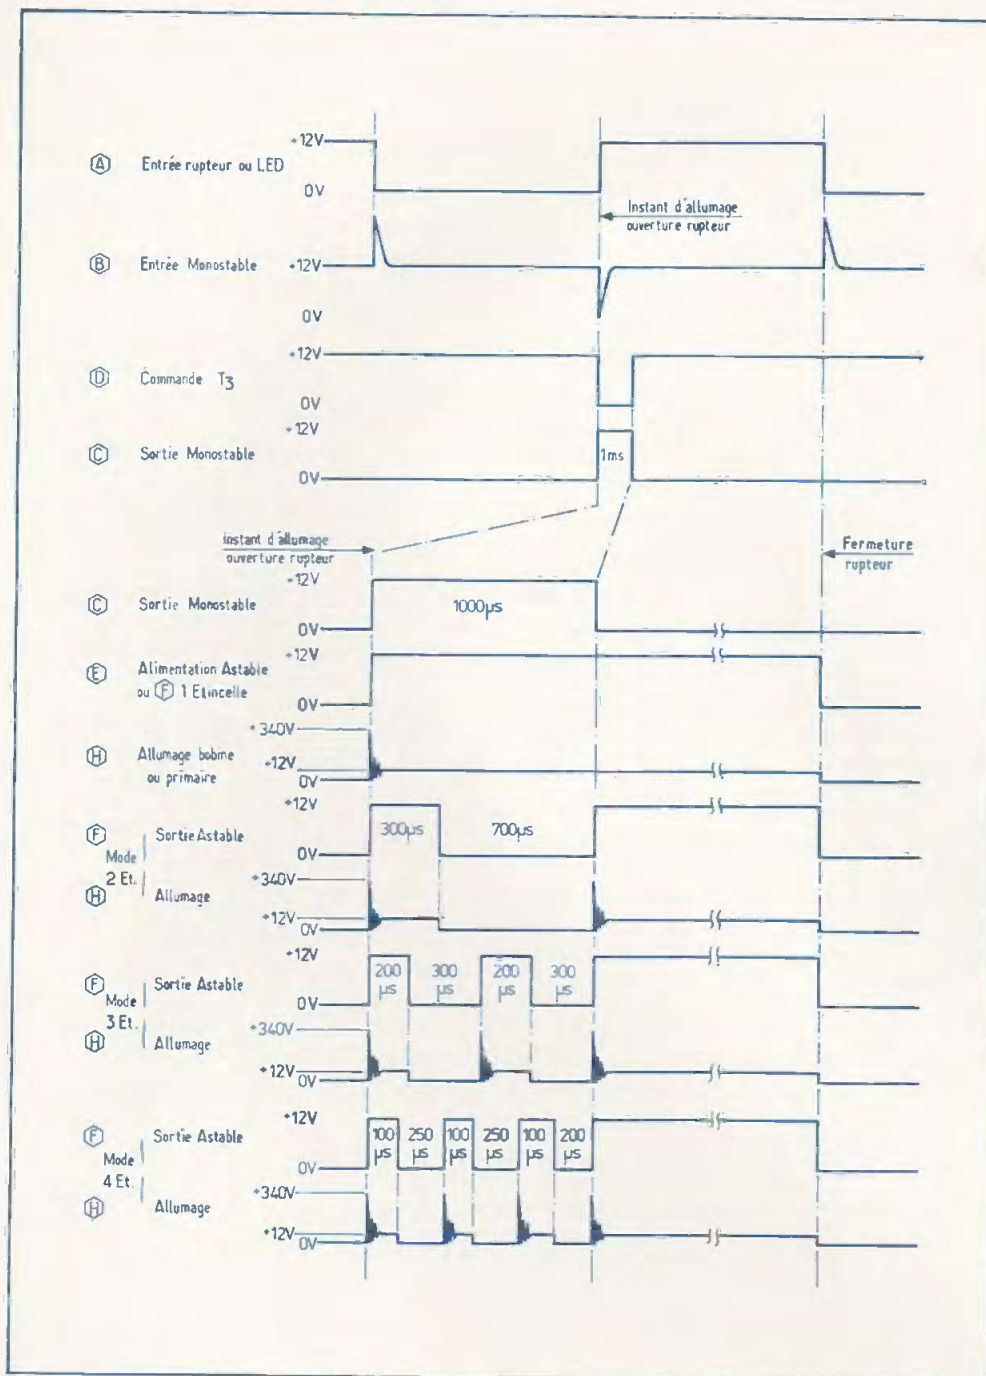 +12V
Ⓐ Entrée rupteur ou LED
0V
Instant d'allumage
ouverture rupteur
Ⓑ Entrée Monostable +12V
0V
+12V
Ⓓ Commande T3
0V
+12V
Ⓒ Sortie Monostable
1ms
0V
instant d'allumage
ouverture rupteur
Fermeture
rupteur
+12V
Ⓒ Sortie Monostable
1000µs
0V
+12V
Ⓔ Alimentation Astable
ou Ⓕ 1 Etincelle
0V
+340V
Ⓗ Allumage bobine
ou primaire
+12V
0V
+12V
Ⓕ Sortie Astable
300µs 700µs
0V
Mode
2 Et.
+340V
Ⓗ Allumage
+12V
0V
+12V
200 µs 300 µs 200 µs 300 µs
Ⓕ Sortie Astable
0V
Mode
3 Et.
+340V
Ⓗ Allumage
+12V
0V
+12V
Ⓕ Sortie Astable
100 µs 250 µs 100 µs 250 µs 100 µs 200 µs
Mode
0V
4 Et.
+340V
Ⓗ Allumage
+12V
0V